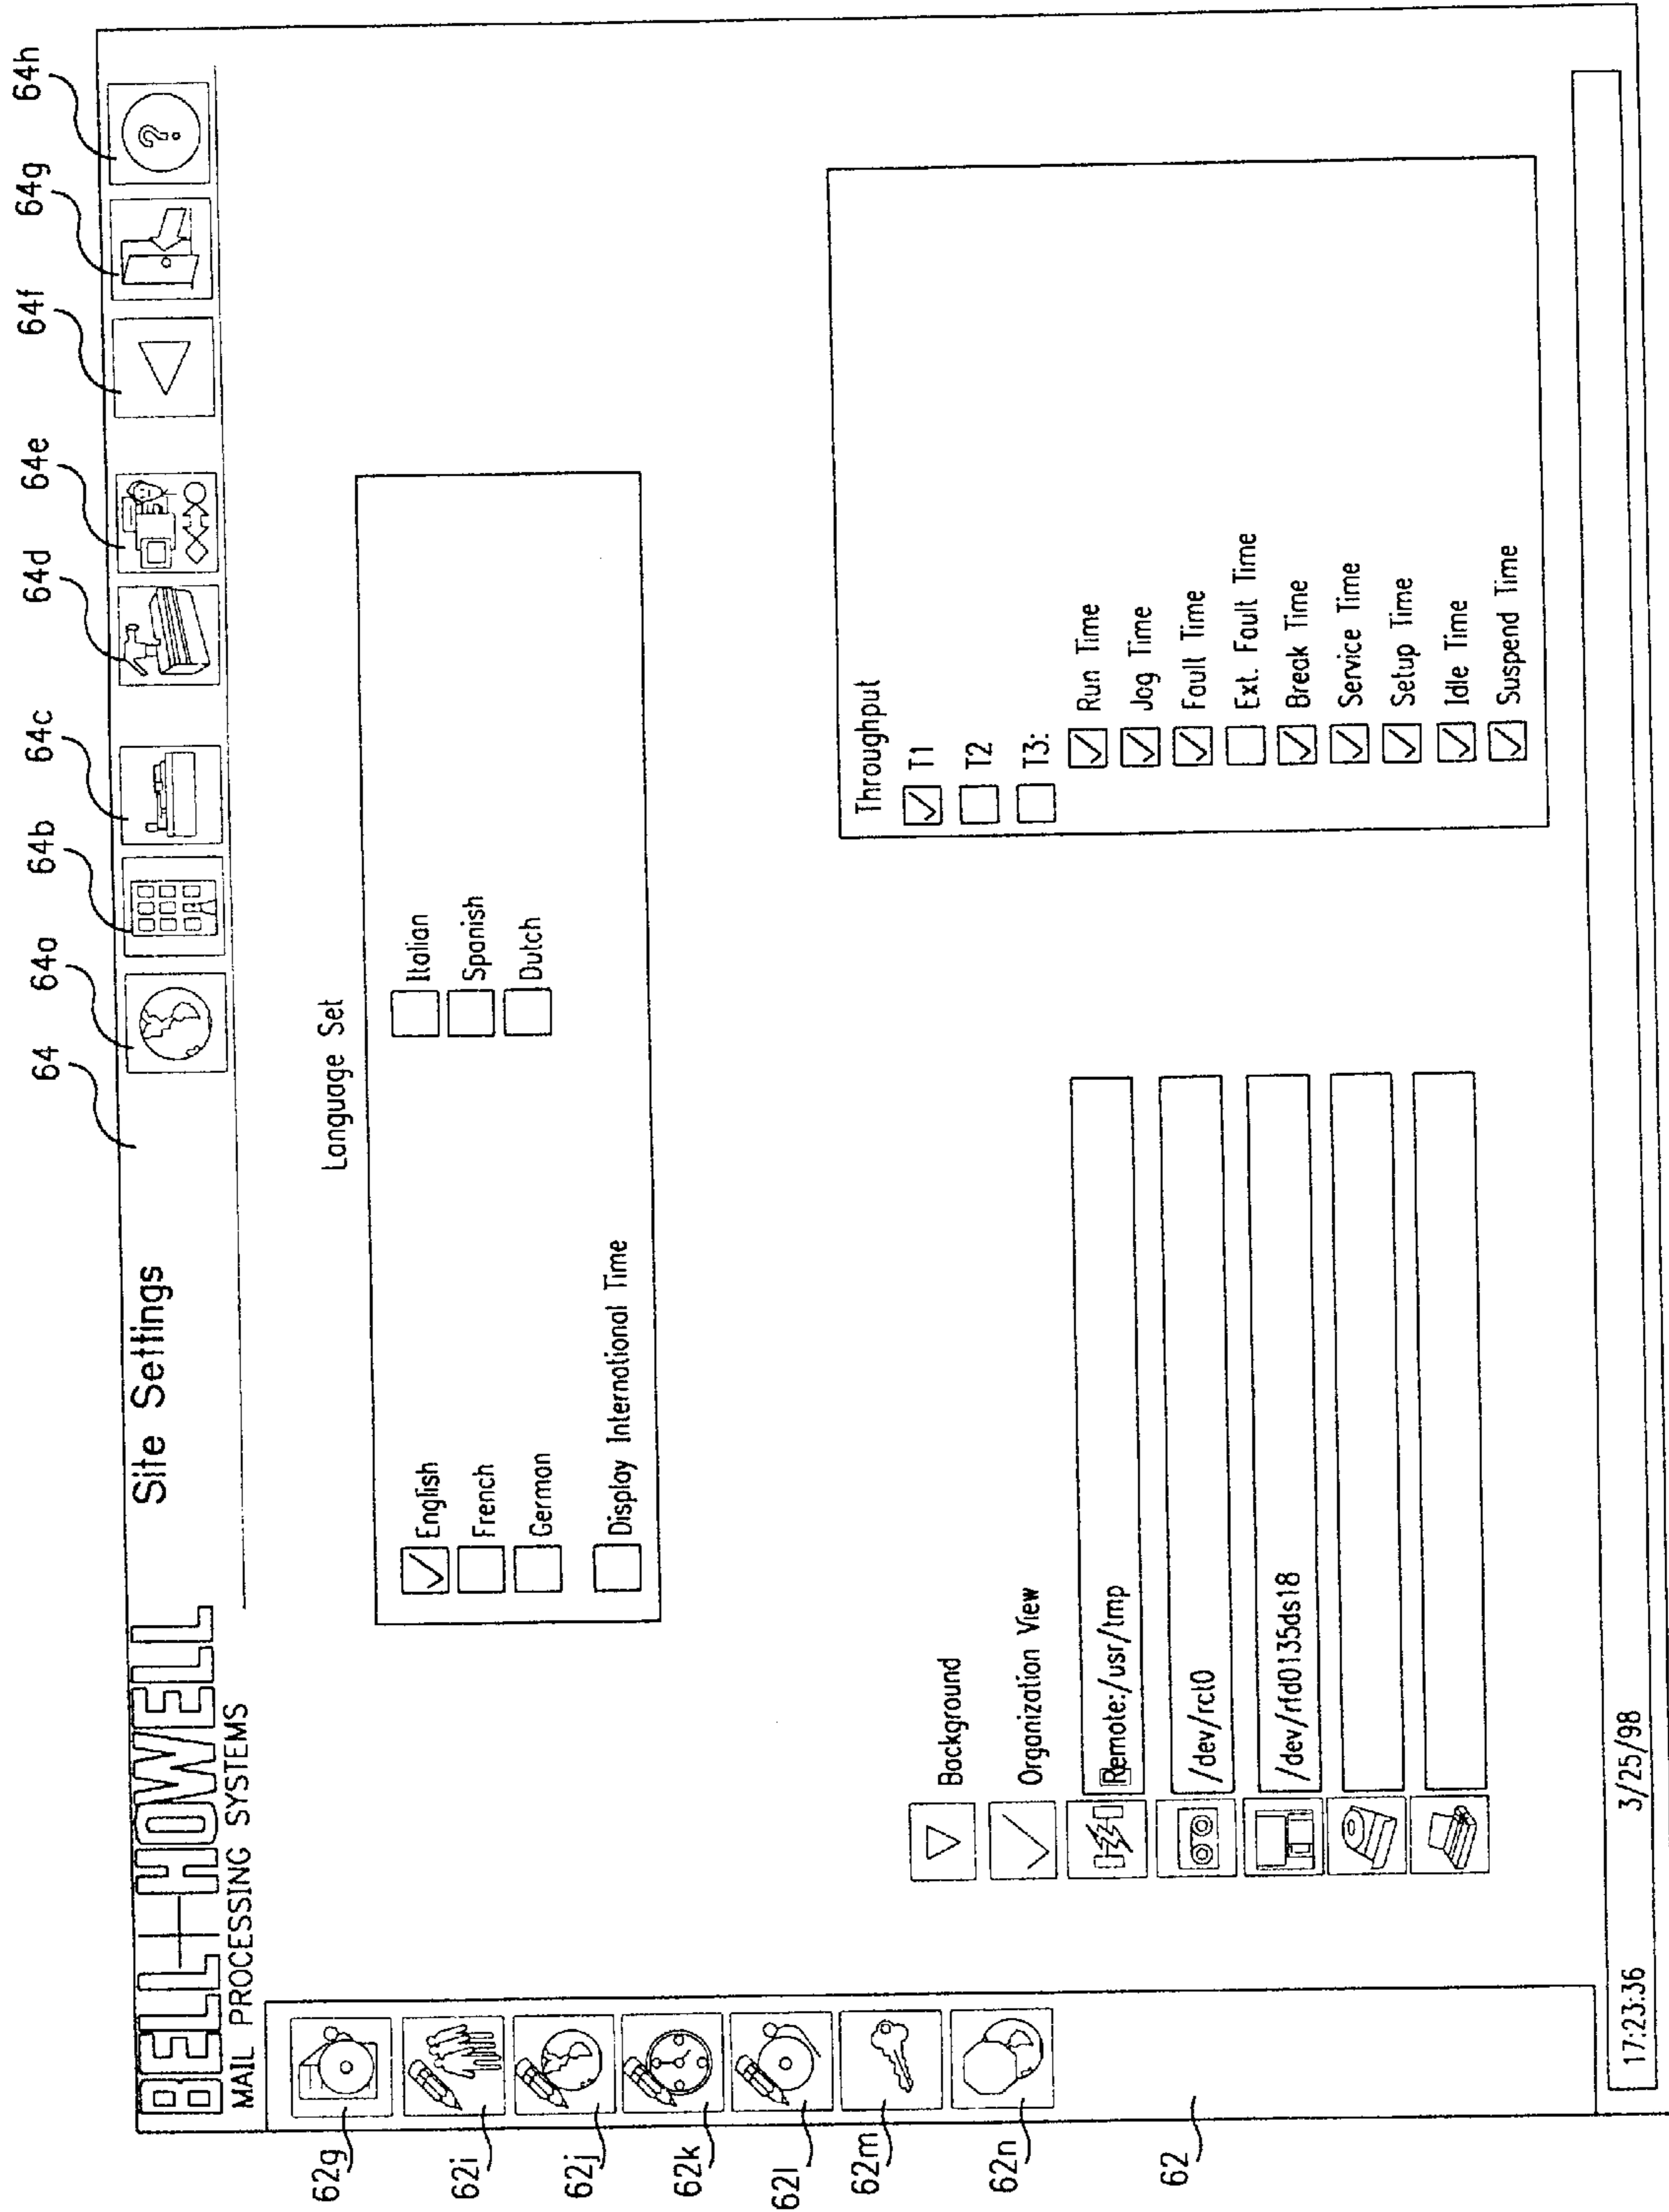 64
64a
64b
64c
64d
64e
64f
64g
64h
BELL+HOWELL
MAIL PROCESSING SYSTEMS
Site Settings
?
62g
62i
62j
62k
62l
62m
62n
62
Language Set
English
French
German
Display International Time
Italian
Spanish
Dutch
Background
Organization View
Remote:/usr/tmp
/dev/rct0
/dev/rfd0135ds18
Throughput
T1
T2
T3:
Run Time
Jog Time
Fault Time
Ext. Fault Time
Break Time
Service Time
Setup Time
Idle Time
Suspend Time
17:23:36
3/25/98